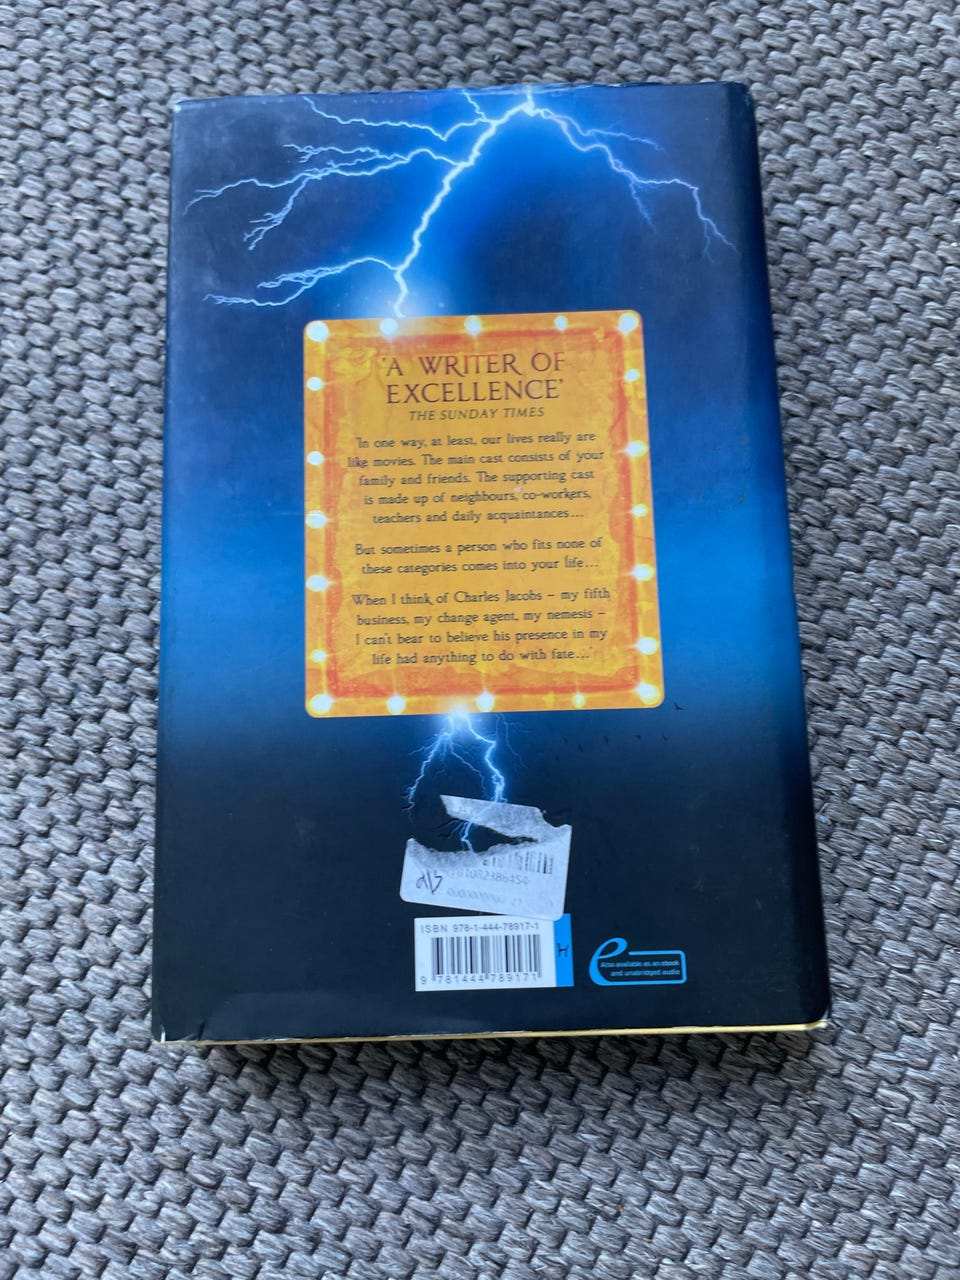 'A WRITER OF
EXCELLENCE'
THE SUNDAY TIMES
'In one way, at least, our lives really are
like movies. The main cast consists of your
family and friends. The supporting cast
is made up of neighbours, co-workers,
teachers and daily acquaintances...
But sometimes a person who fits none of
these categories comes into your life...
When I think of Charles Jacobs – my fifth
business, my change agent, my nemesis –
I can't bear to believe his presence in my
life had anything to do with fate...'
ISBN 978-1-444-78917-1
9 781444 789171
H
e
Also available as an ebook
and unabridged audio